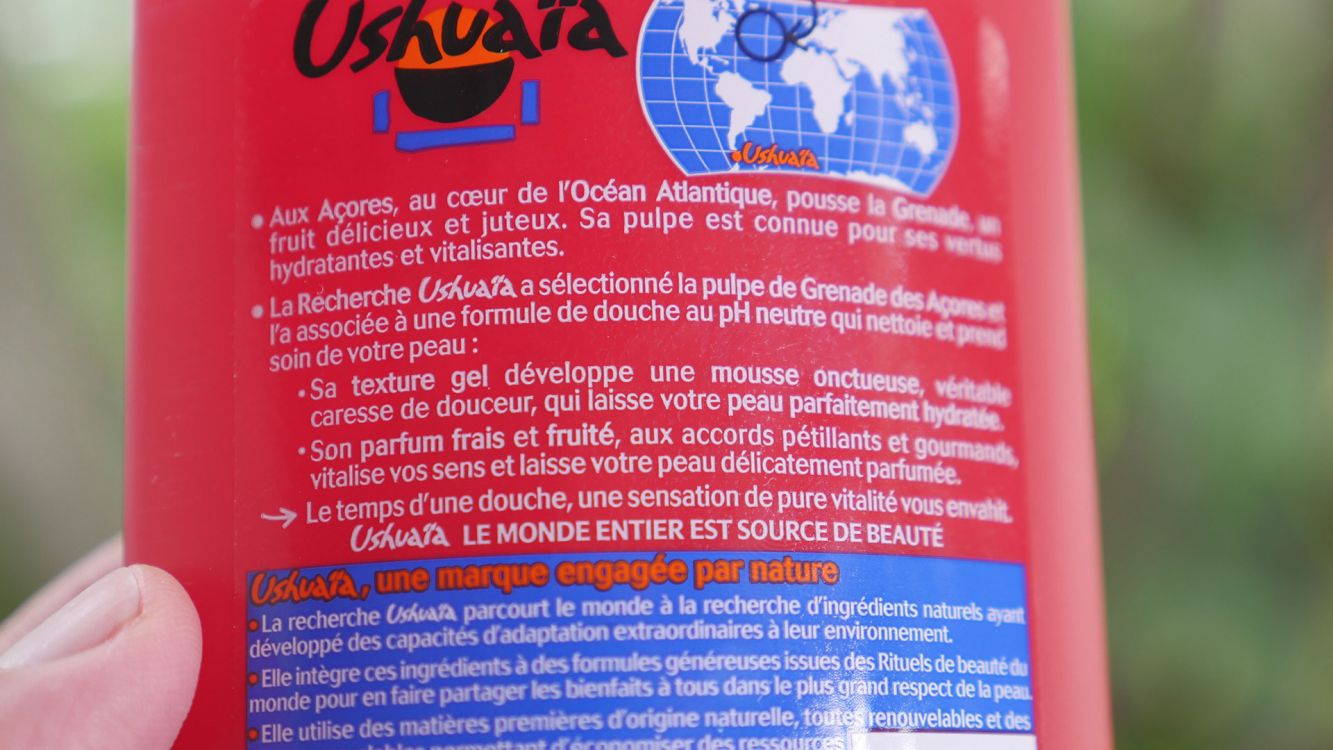 Ushuaïa
Ushuaïa
• Aux Açores, au cœur de l'Océan Atlantique, pousse la Grenade, un
fruit délicieux et juteux. Sa pulpe est connue pour ses vertus
hydratantes et vitalisantes.
• La Recherche Ushuaïa a sélectionné la pulpe de Grenade des Açores et
l'a associée à une formule de douche au pH neutre qui nettoie et prend
soin de votre peau :
• Sa texture gel développe une mousse onctueuse, véritable
caresse de douceur, qui laisse votre peau parfaitement hydratée.
• Son parfum frais et fruité, aux accords pétillants et gourmands,
vitalise vos sens et laisse votre peau délicatement parfumée.
→ Le temps d'une douche, une sensation de pure vitalité vous envahit.
Ushuaïa LE MONDE ENTIER EST SOURCE DE BEAUTÉ
Ushuaïa, une marque engagée par nature
• La recherche Ushuaïa parcourt le monde à la recherche d'ingrédients naturels ayant
développé des capacités d'adaptation extraordinaires à leur environnement.
• Elle intègre ces ingrédients à des formules généreuses issues des Rituels de beauté du
monde pour en faire partager les bienfaits à tous dans le plus grand respect de la peau.
• Elle utilise des matières premières d'origine naturelle, toutes renouvelables et des
permettant d'économiser des ressources